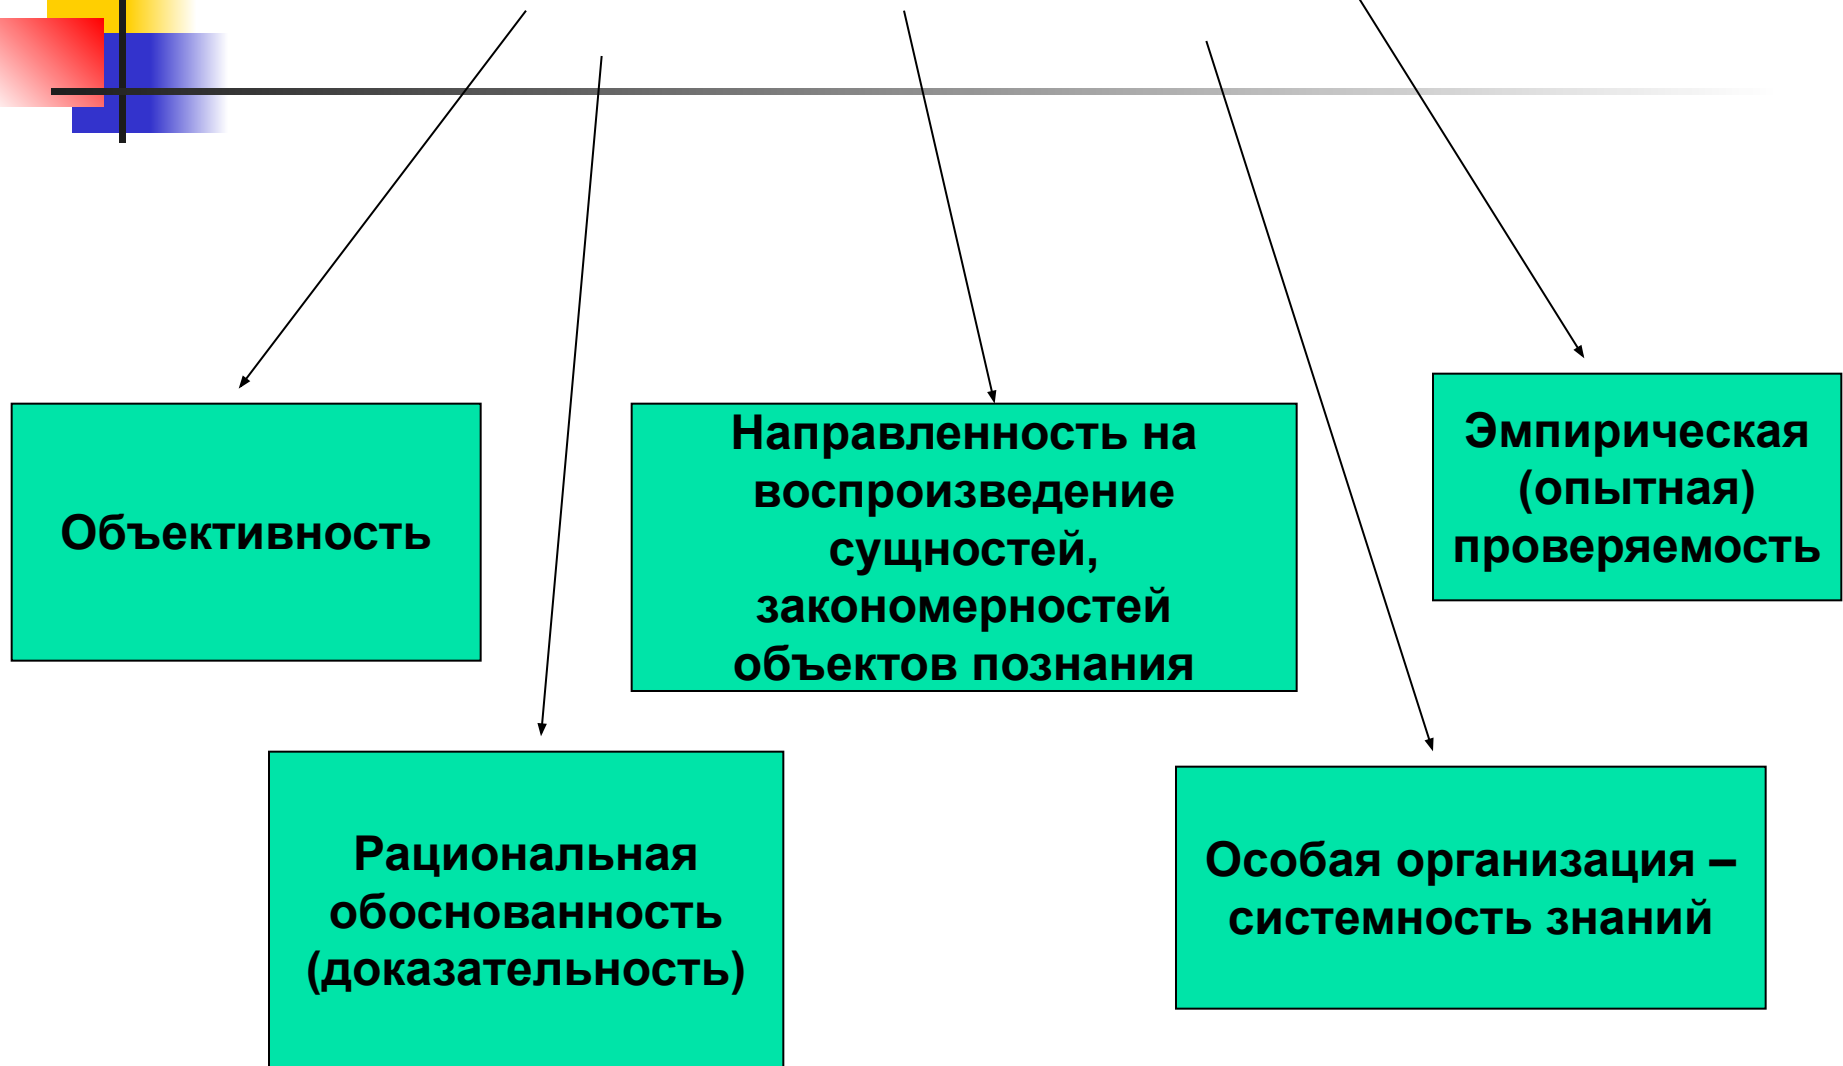 Объективность
Направленность на
воспроизведение
сущностей,
закономерностей
объектов познания
Эмпирическая
(опытная)
проверяемость
Рациональная
обоснованность
(доказательность)
Особая организация –
системность знаний